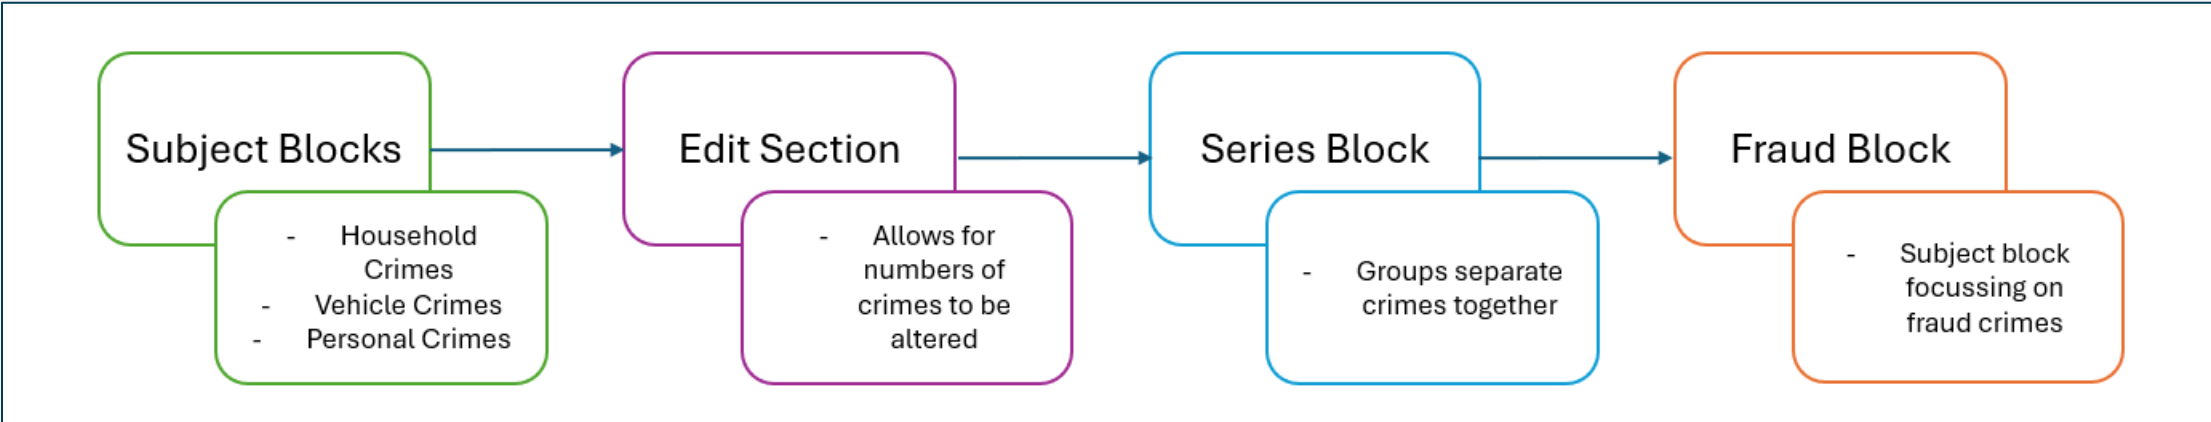 Subject Blocks
- Household
Crimes
- Vehicle Crimes
- Personal Crimes
Edit Section
- Allows for
numbers of
crimes to be
altered
Series Block
- Groups separate
crimes together
Fraud Block
- Subject block
focussing on
fraud crimes